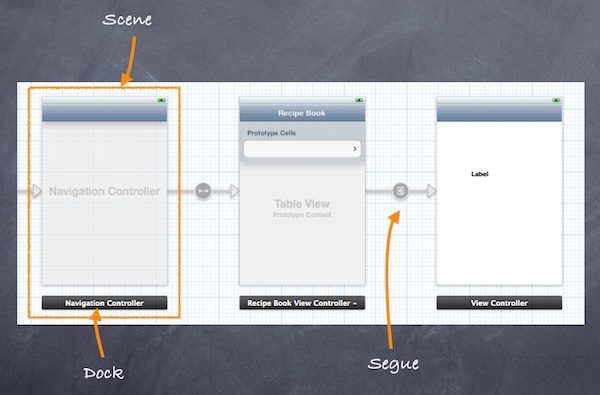 Scene
Recipe Book
Prototype Cells
Navigation Controller
Table View
Prototype Content
Label
Navigation Controller
Recipe Book View Controller –
View Controller
Dock
Segue